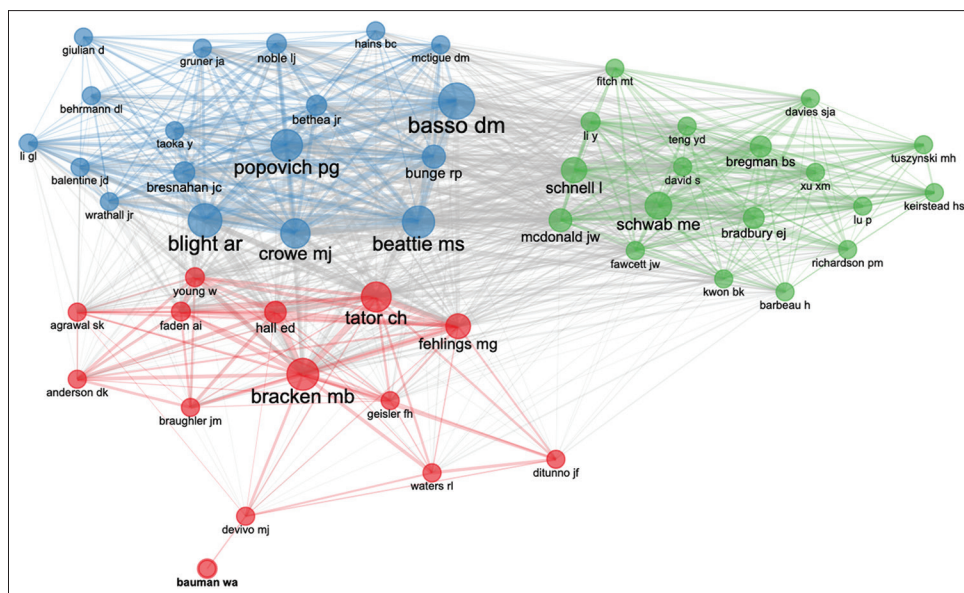 giulian d
gruner ja
noble lj
hains bc
mctigue dm
behrmann dl
bethea jr
basso dm
taoka y
li gl
popovich pg
bunge rp
balentine jd
bresnahan jc
wrathall jr
blight ar
crowe mj
beattie ms
fitch mt
davies sja
li y
teng yd
bregman bs
tuszynski mh
schnell l
david s
xu xm
keirstead hs
schwab me
lu p
mcdonald jw
bradbury ej
fawcett jw
richardson pm
kwon bk
barbeau h
young w
agrawal sk
faden ai
hall ed
tator ch
fehlings mg
anderson dk
bracken mb
braughler jm
geisler fh
waters rl
ditunno jf
devivo mj
bauman wa